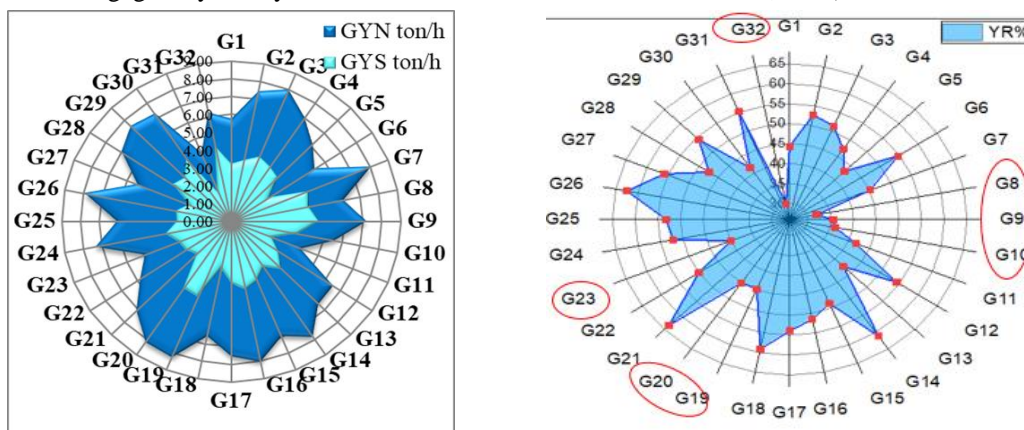 GYN ton/h
GYS ton/h
G1
G2
G3
G4
G5
G6
G7
G8
G9
G10
G11
G12
G13
G14
G15
G16
G17
G18
G19
G20
G21
G22
G23
G24
G25
G26
G27
G28
G29
G30
G31
G32
9.00
8.00
7.00
6.00
5.00
4.00
3.00
2.00
1.00
0.00
YR%
G1
G2
G3
G4
G5
G6
G7
G8
G9
G10
G11
G12
G13
G14
G15
G16
G17
G18
G19
G20
G21
G22
G23
G24
G25
G26
G27
G28
G29
G30
G31
G32
65
60
55
50
45
40
35
30